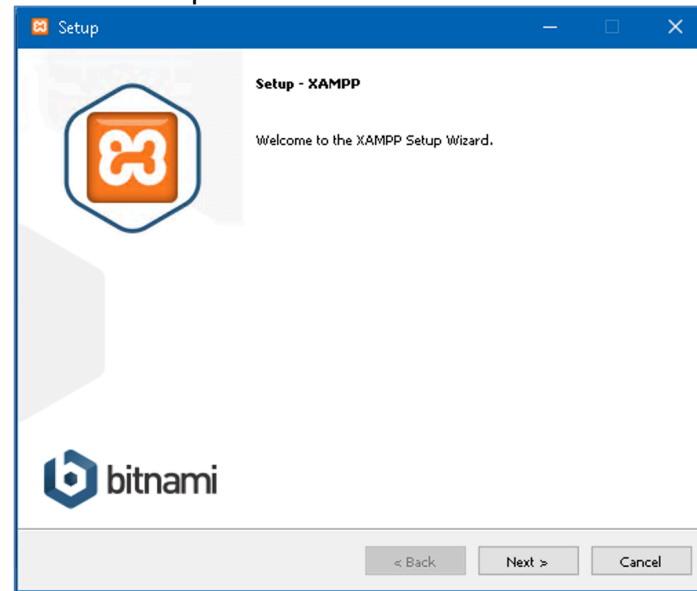 Setup
Setup - XAMPP
Welcome to the XAMPP Setup Wizard.
bitnami
< Back
Next >
Cancel